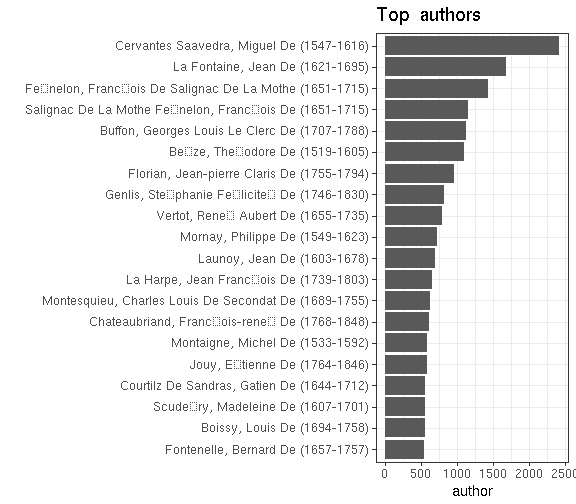 Top authors
Cervantes Saavedra, Miguel De (1547-1616)
La Fontaine, Jean De (1621-1695)
Fe□nelon, Franc□ois De Salignac De La Mothe (1651-1715)
Salignac De La Mothe Fe□nelon, Franc□ois De (1651-1715)
Buffon, Georges Louis Le Clerc De (1707-1788)
Be□ze, The□odore De (1519-1605)
Florian, Jean-pierre Claris De (1755-1794)
Genlis, Ste□phanie Fe□licite□ De (1746-1830)
Vertot, Rene□ Aubert De (1655-1735)
Mornay, Philippe De (1549-1623)
Launoy, Jean De (1603-1678)
La Harpe, Jean Franc□ois De (1739-1803)
Montesquieu, Charles Louis De Secondat De (1689-1755)
Chateaubriand, Franc□ois-rene□ De (1768-1848)
Montaigne, Michel De (1533-1592)
Jouy, E□tienne De (1764-1846)
Courtilz De Sandras, Gatien De (1644-1712)
Scude□ry, Madeleine De (1607-1701)
Boissy, Louis De (1694-1758)
Fontenelle, Bernard De (1657-1757)
0 500 1000 1500 2000 2500
author